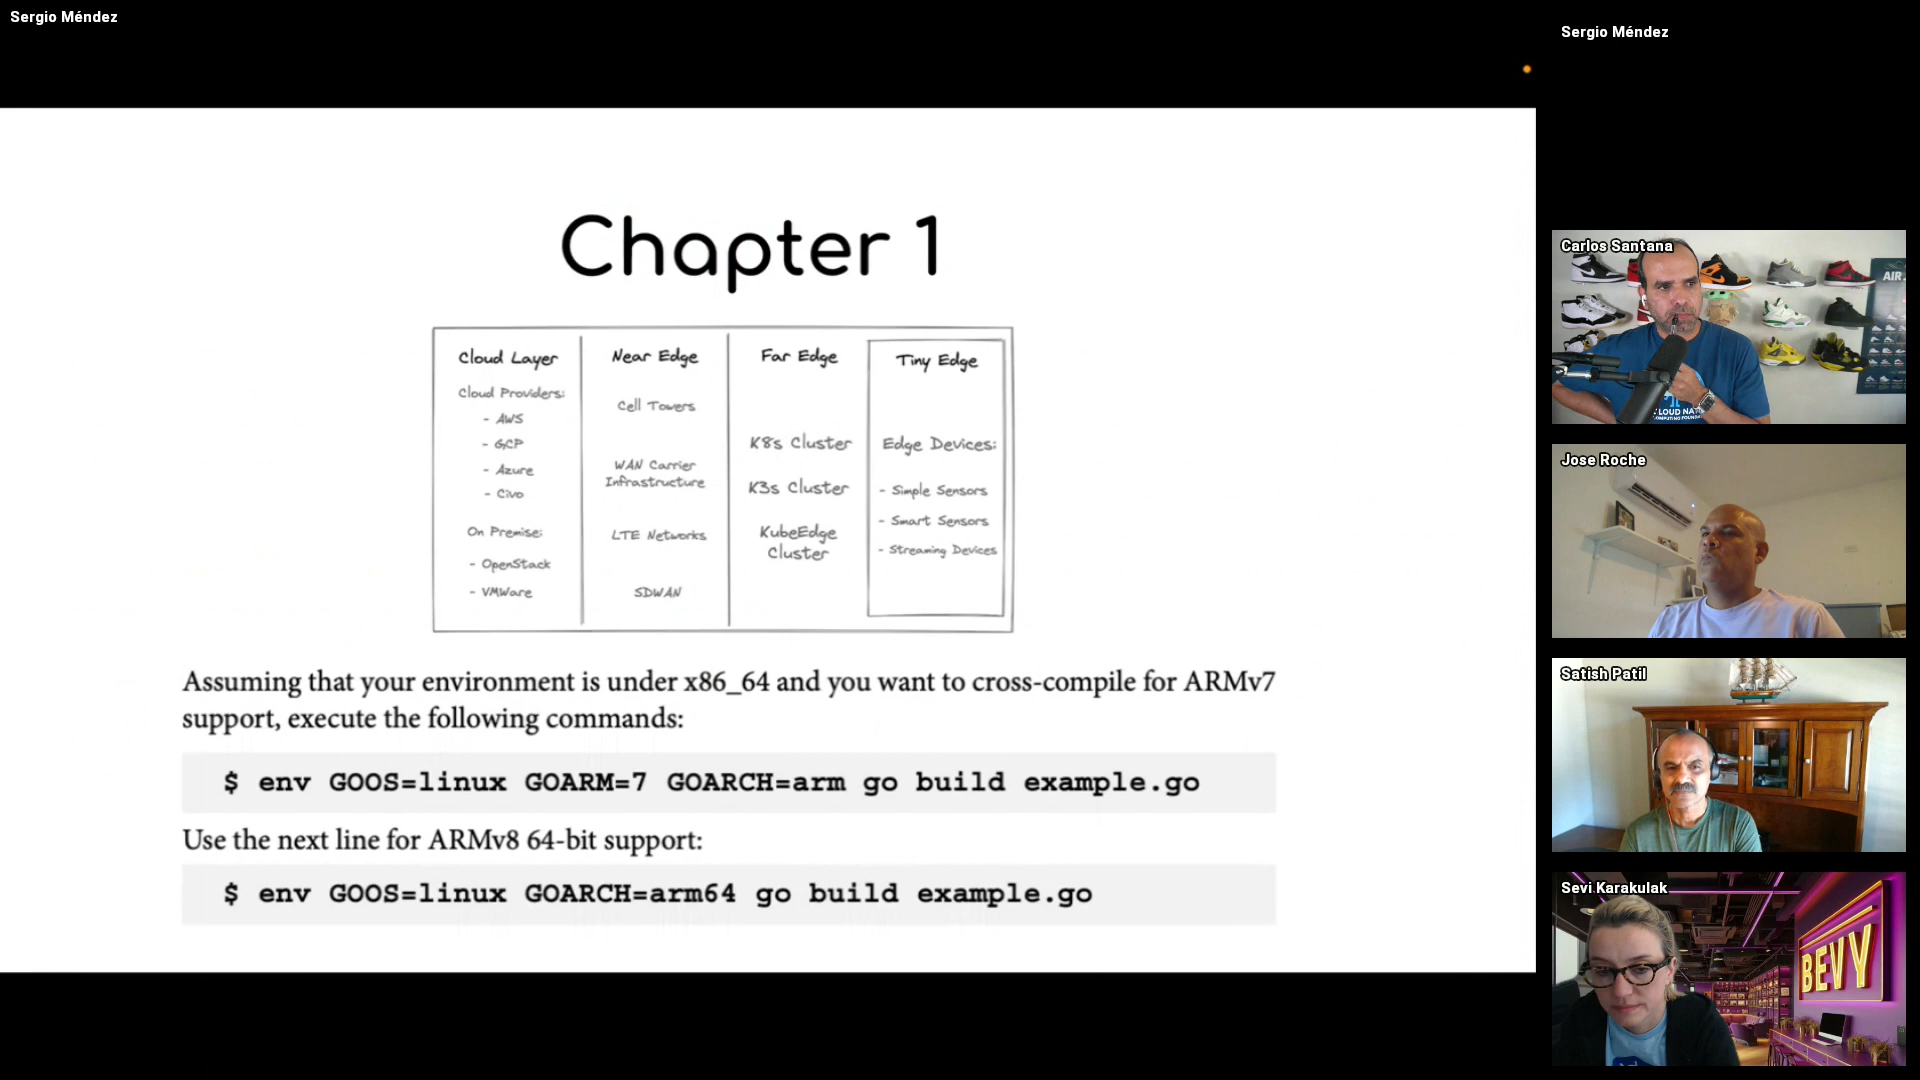 Sergio Méndez
Chapter 1
Cloud Layer
Cloud Providers:
- AWS
- GCP
- Azure
- Civo
On Premise:
- OpenStack
- VMWare
Near Edge
Cell Towers
WAN Carrier
Infrastructure
LTE Networks
SDWAN
Far Edge
K8s Cluster
K3s Cluster
KubeEdge
Cluster
Tiny Edge
Edge Devices:
- Simple Sensors
- Smart Sensors
- Streaming Devices
Assuming that your environment is under x86_64 and you want to cross-compile for ARMv7
support, execute the following commands:
$ env GOOS=linux GOARM=7 GOARCH=arm go build example.go
Use the next line for ARMv8 64-bit support:
$ env GOOS=linux GOARCH=arm64 go build example.go
Sergio Méndez
Carlos Santana
AIR
Jose Roche
Satish Patil
Sevi Karakulak
BEVY